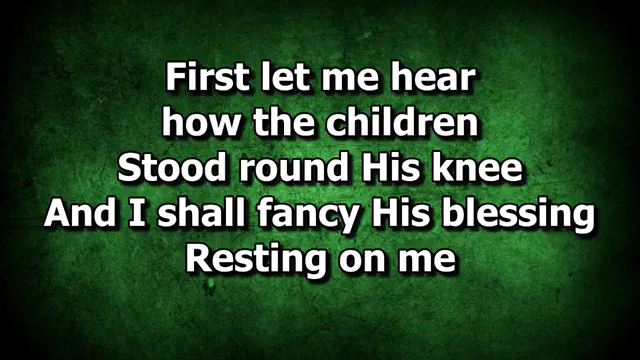 First let me hear
how the children
Stood round His knee
And I shall fancy His blessing
Resting on me